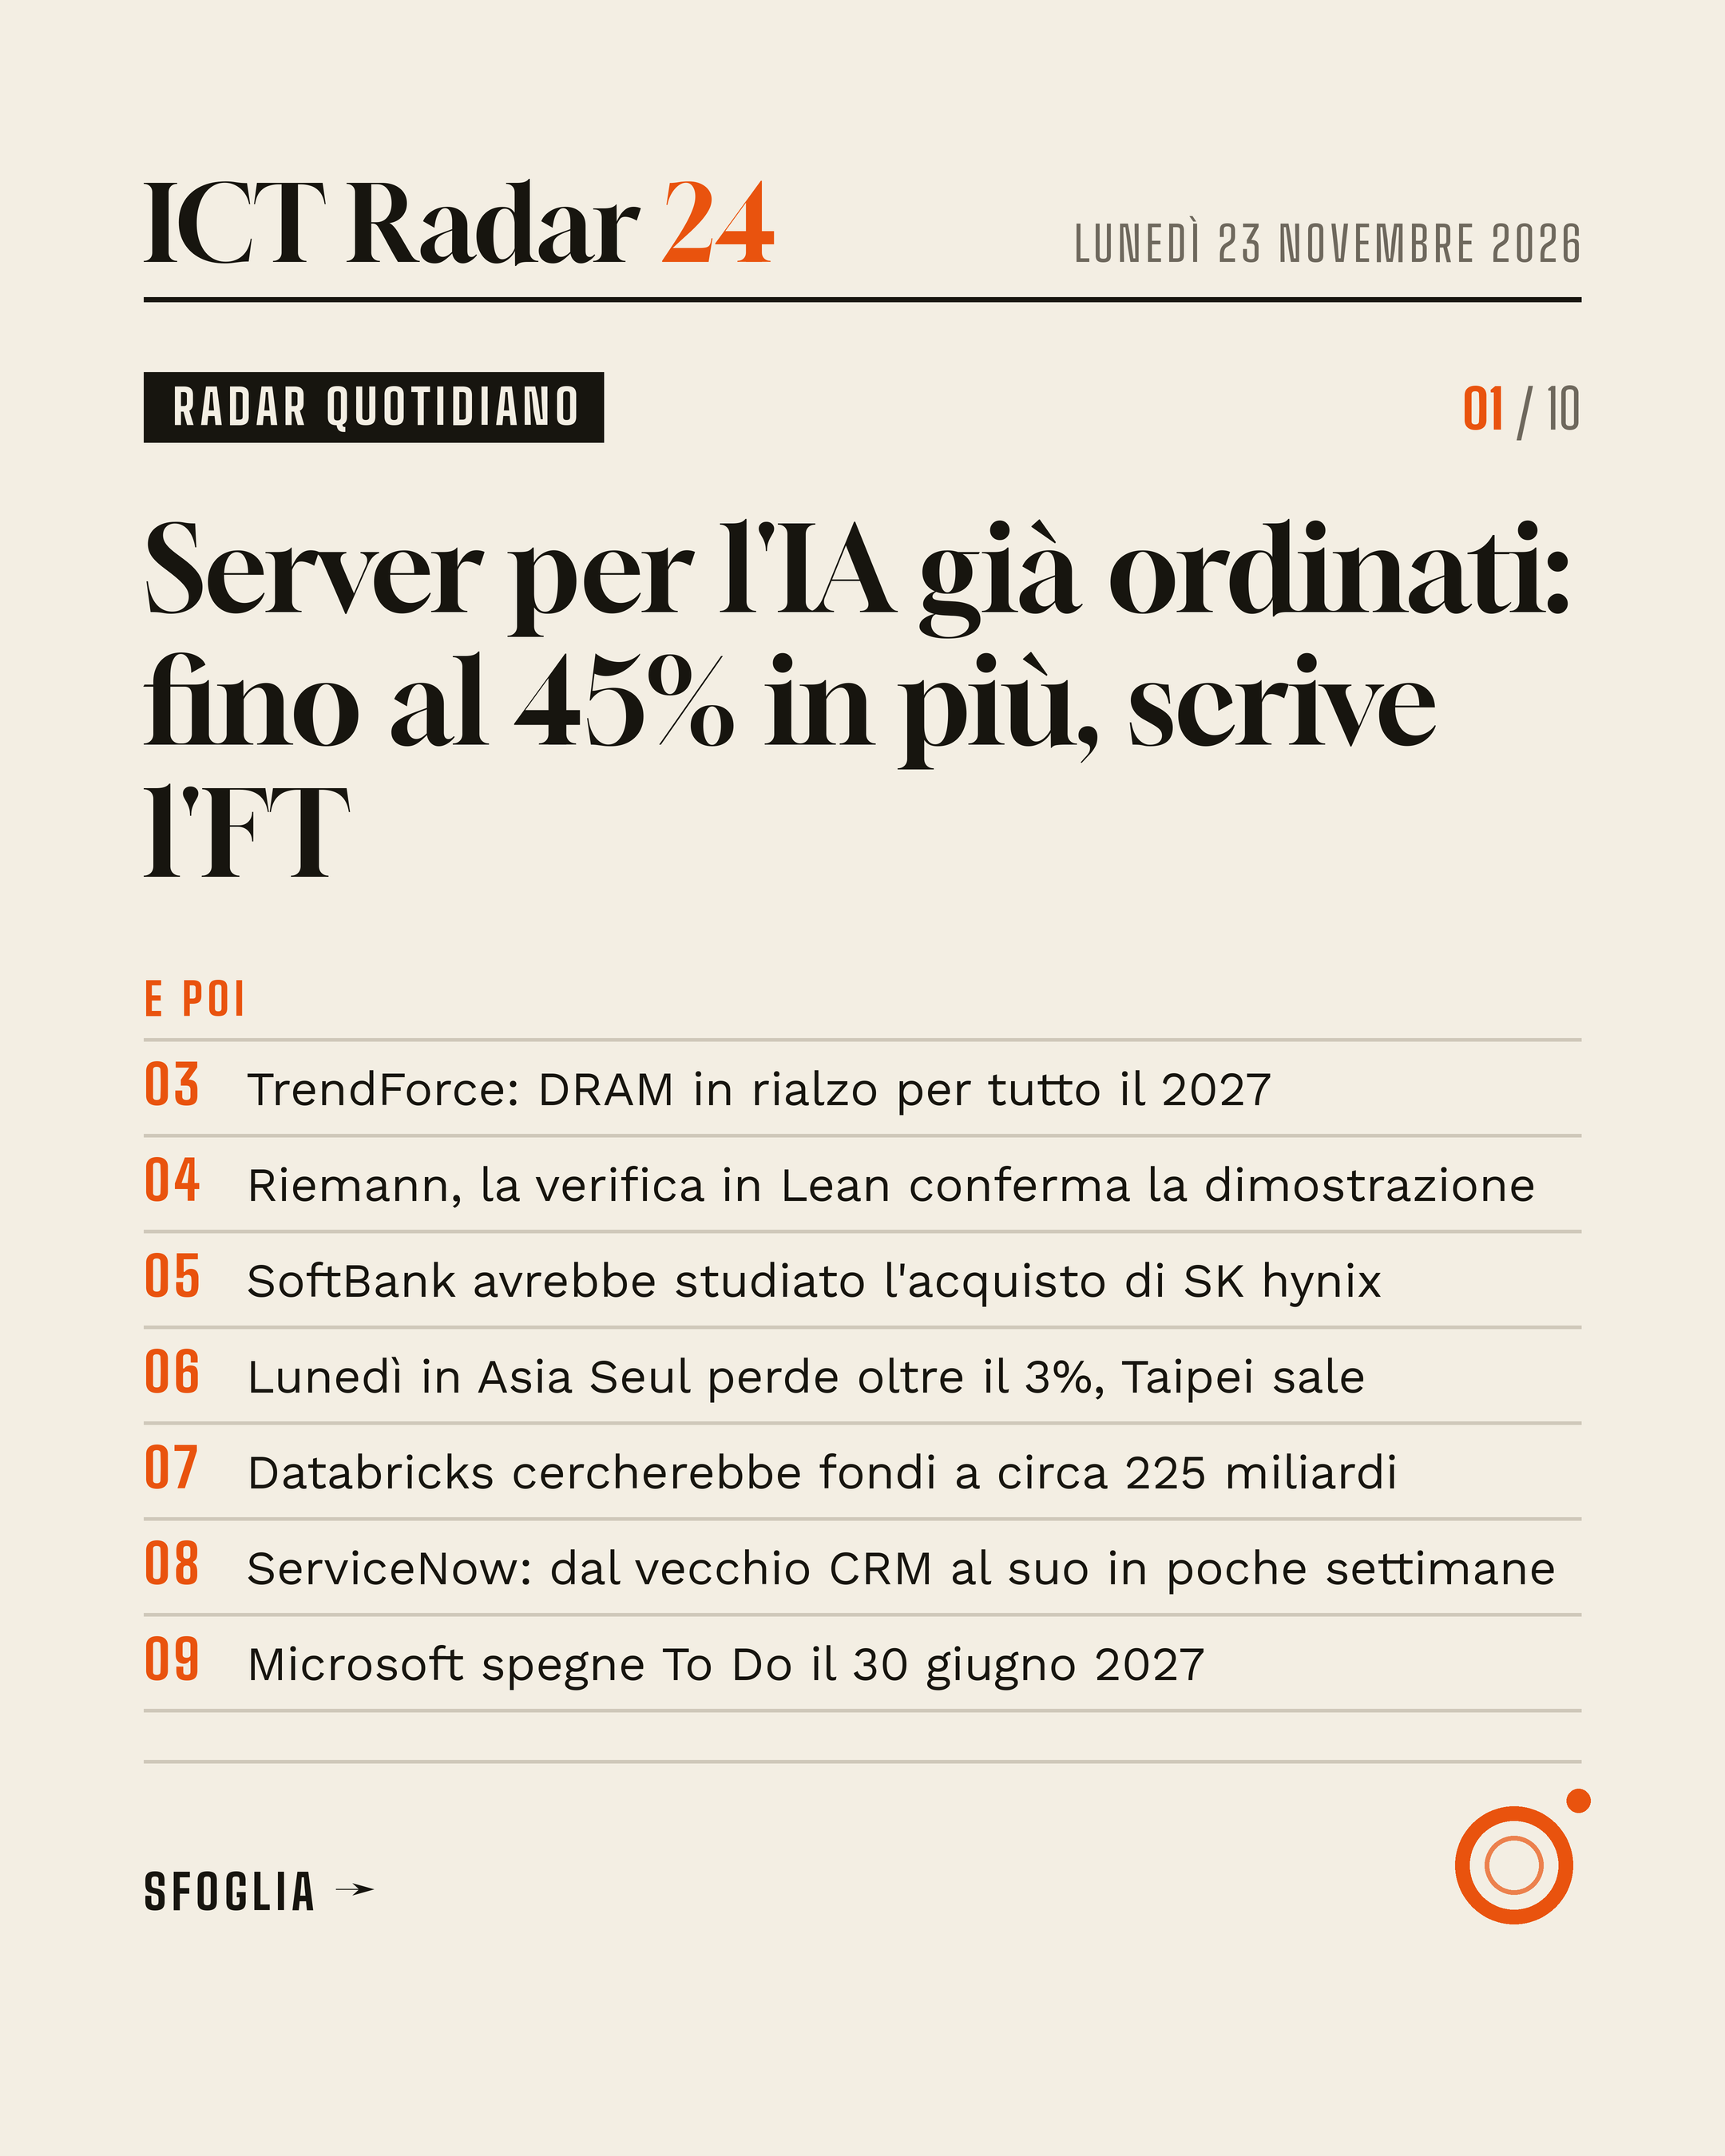 ICT Radar 24
LUNEDÌ 23 NOVEMBRE 2026
RADAR QUOTIDIANO
01 / 10
Server per l'IA già ordinati:
fino al 45% in più, scrive
l'FT
E POI
03 TrendForce: DRAM in rialzo per tutto il 2027
04 Riemann, la verifica in Lean conferma la dimostrazione
05 SoftBank avrebbe studiato l'acquisto di SK hynix
06 Lunedì in Asia Seul perde oltre il 3%, Taipei sale
07 Databricks cercherebbe fondi a circa 225 miliardi
08 ServiceNow: dal vecchio CRM al suo in poche settimane
09 Microsoft spegne To Do il 30 giugno 2027
SFOGLIA →